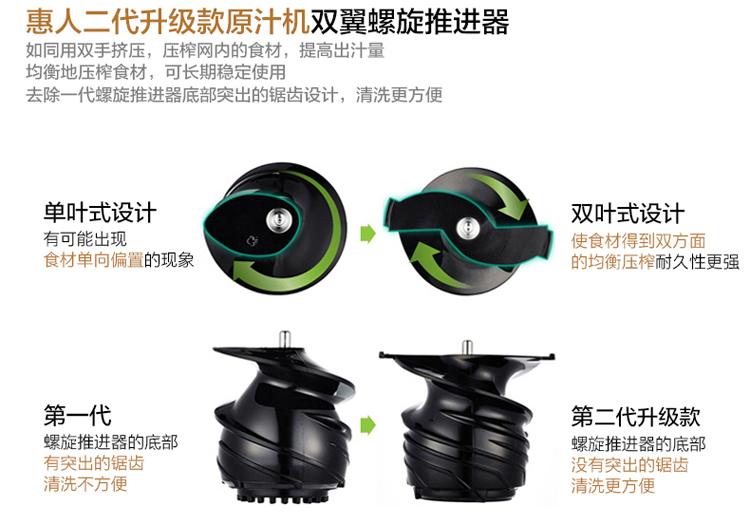 惠人二代升级款原汁机双翼螺旋推进器
如同用双手挤压，压榨网内的食材，提高出汁量
均衡地压榨食材，可长期稳定使用
去除一代螺旋推进器底部突出的锯齿设计，清洗更方便
单叶式设计
有可能出现
食材单向偏置的现象
双叶式设计
使食材得到双方面
的均衡压榨耐久性更强
第一代
螺旋推进器的底部
有突出的锯齿
清洗不方便
第二代升级款
螺旋推进器的底部
没有突出的锯齿
清洗更方便